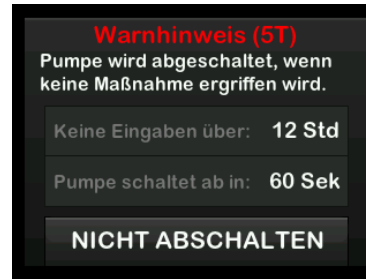 Warnhinweis (5T)
Pumpe wird abgeschaltet, wenn
keine Maßnahme ergriffen wird.
Keine Eingaben über: 12 Std
Pumpe schaltet ab in: 60 Sek
NICHT ABSCHALTEN